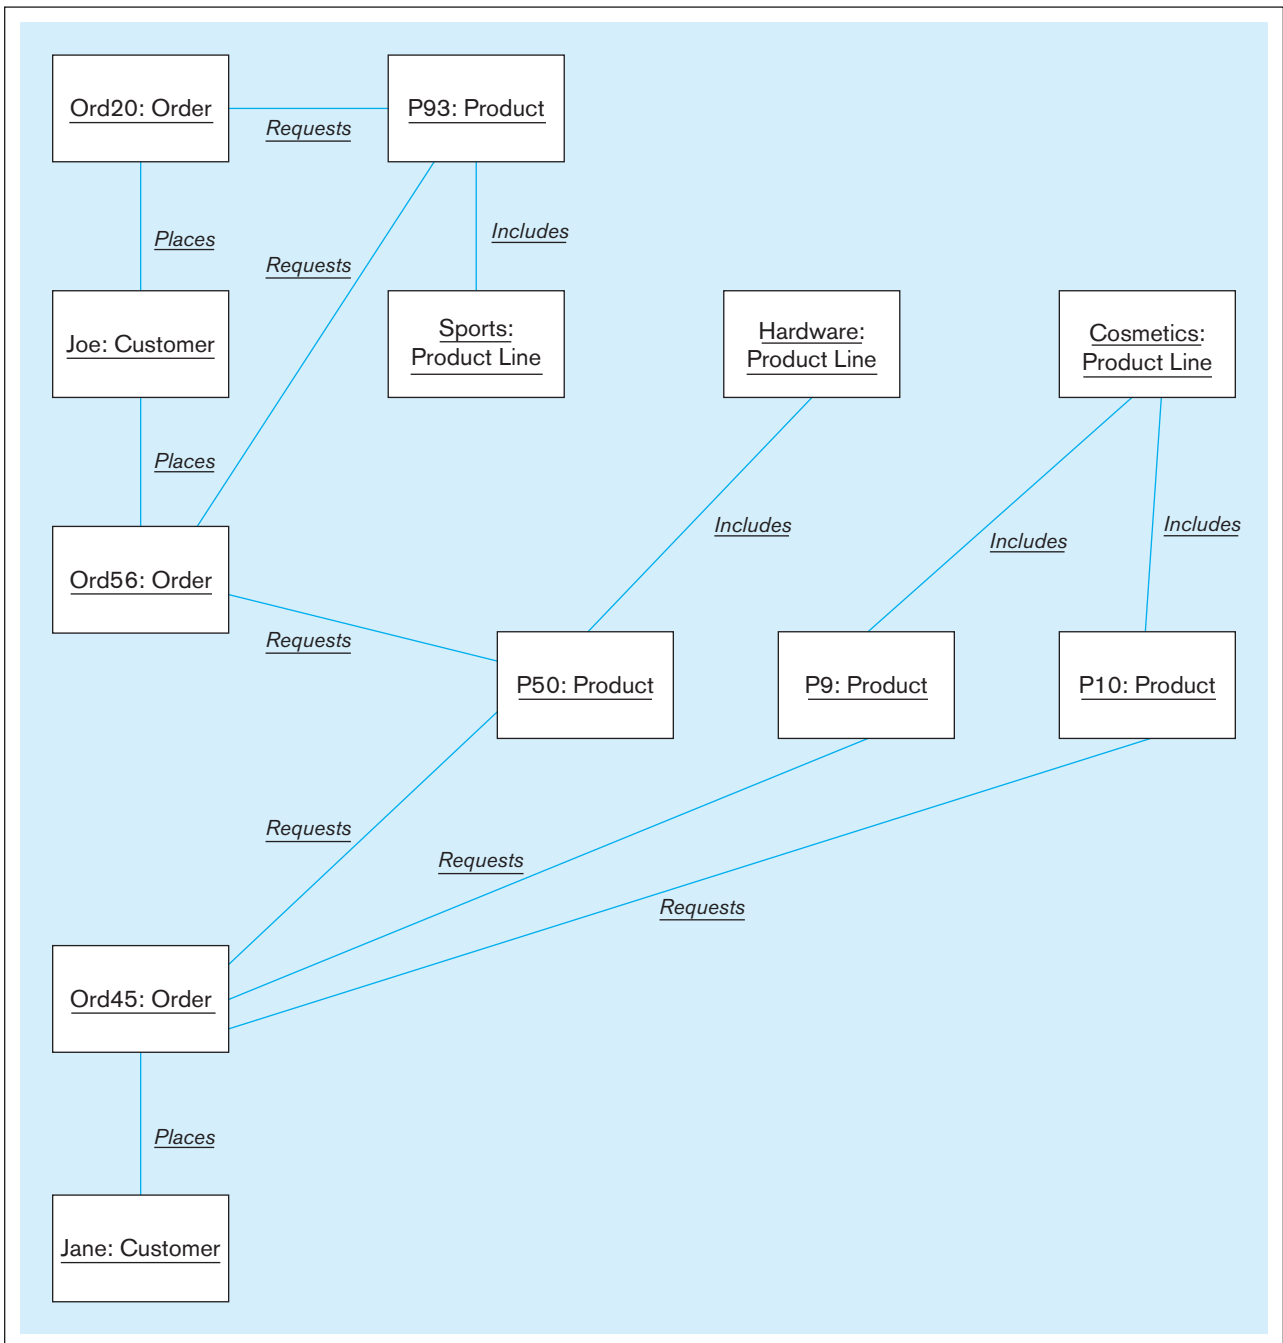 Ord20: Order
P93: Product
Requests
Places
Includes
Requests
Joe: Customer
Sports:
Product Line
Hardware:
Product Line
Cosmetics:
Product Line
Places
Includes
Includes
Includes
Ord56: Order
Requests
P50: Product
P9: Product
P10: Product
Requests
Requests
Requests
Ord45: Order
Places
Jane: Customer